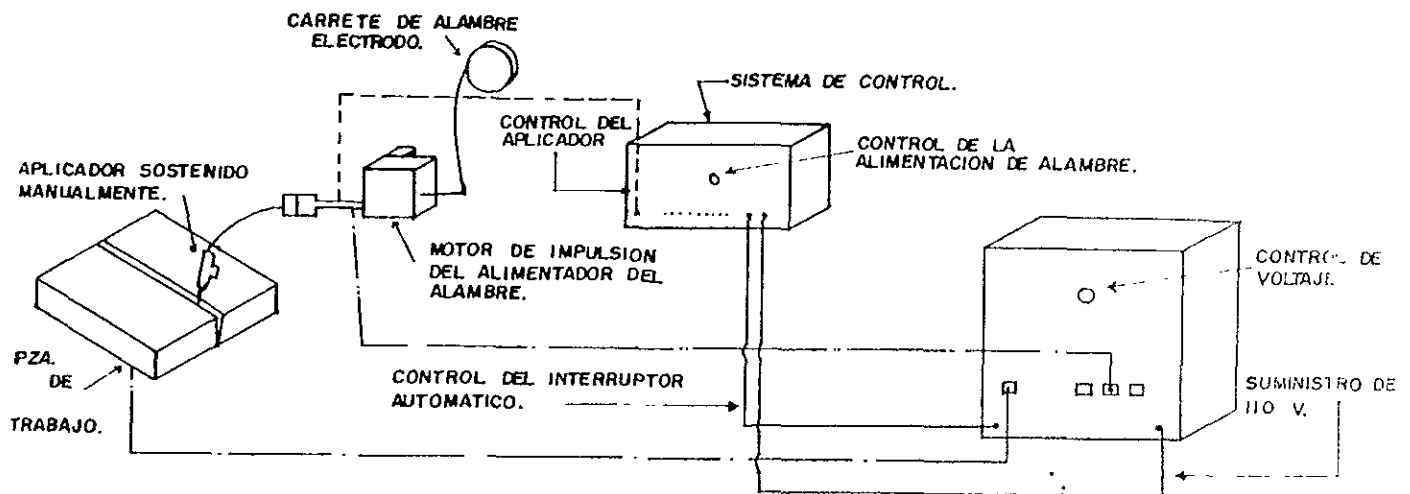 CARRETE DE ALAMBRE
ELECTRODO.
SISTEMA DE CONTROL.
CONTROL DEL
APLICADOR
CONTROL DE LA
ALIMENTACION DE ALAMBRE.
APLICADOR SOSTENIDO
MANUALMENTE.
MOTOR DE IMPULSION
DEL ALIMENTADOR DEL
ALAMBRE.
CONTROL DE
VOLTAJE.
PZA.
DE
TRABAJO.
CONTROL DEL INTERRUPTOR
AUTOMATICO.
SUMINISTRO DE
110 V.